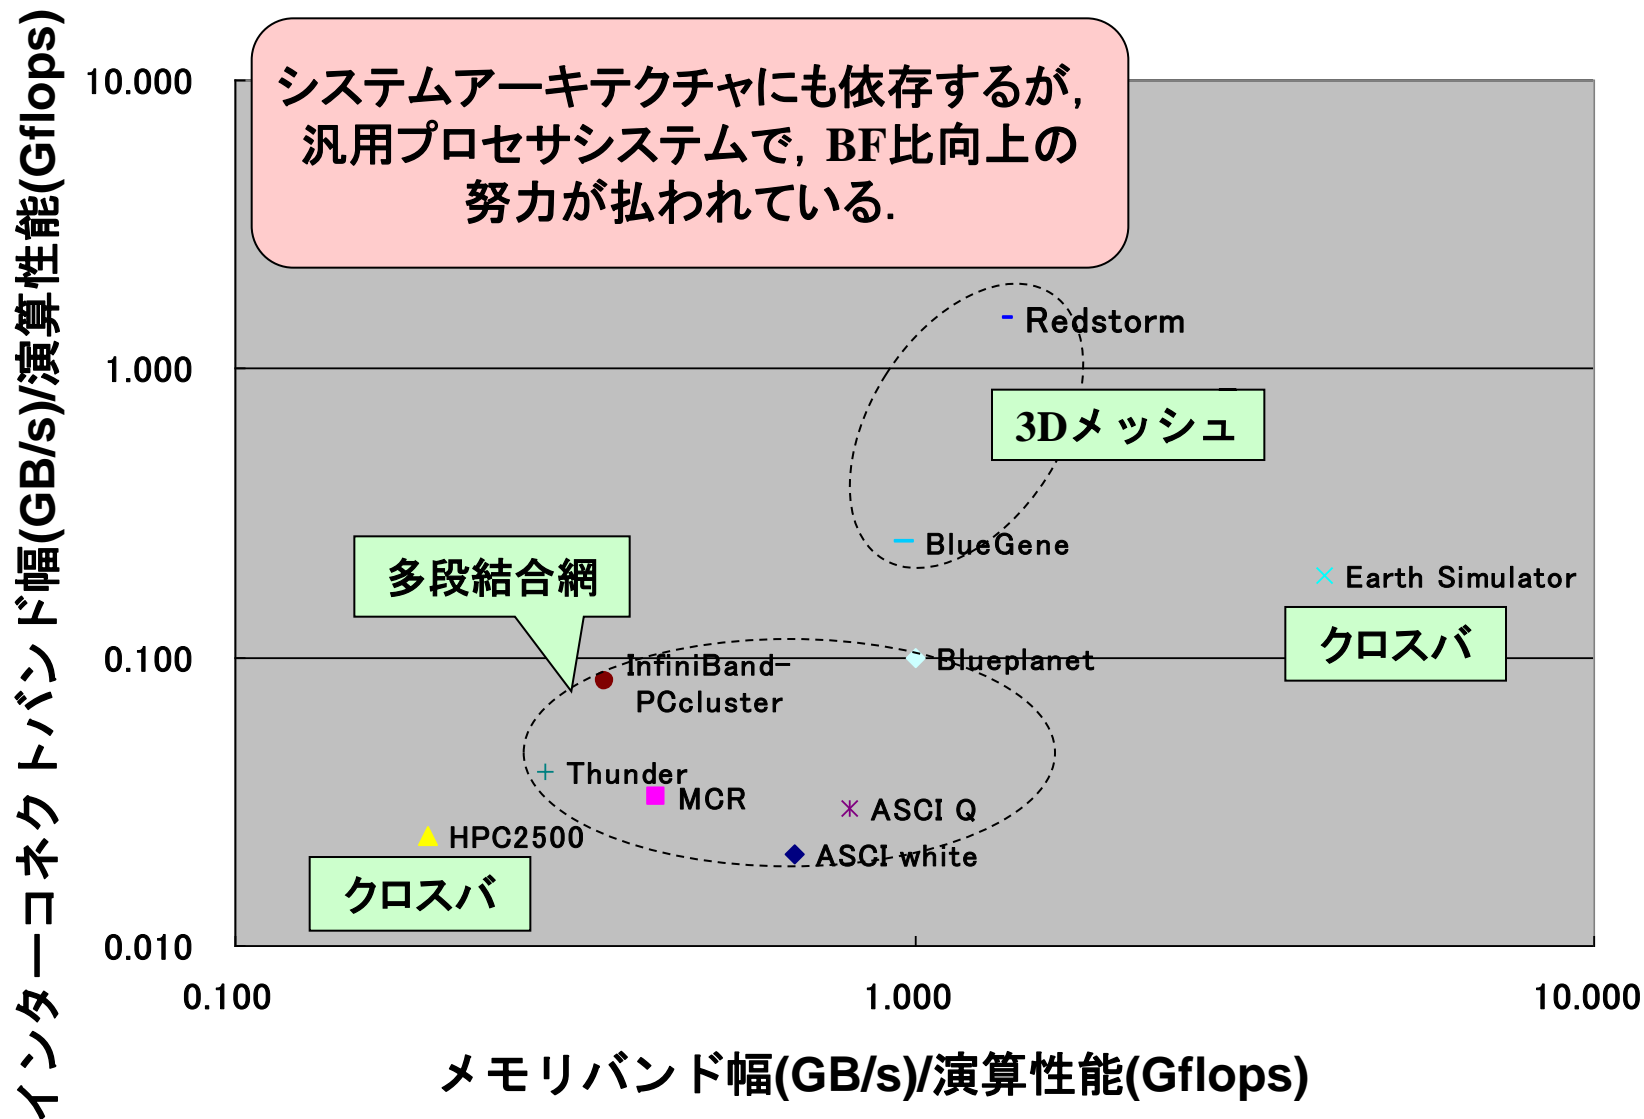 システムアーキテクチャにも依存するが,
汎用プロセサシステムで, BF比向上の
努力が払われている.
インターコネクトバンド幅(GB/s)/演算性能(Gflops)
10.000
1.000
0.100
0.010
Redstorm
3Dメッシュ
BlueGene
多段結合網
Earth Simulator
クロスバ
Blueplanet
InfiniBand-
PCcluster
Thunder
MCR
ASCI Q
HPC2500
ASCI white
クロスバ
0.100
1.000
10.000
メモリバンド幅(GB/s)/演算性能(Gflops)